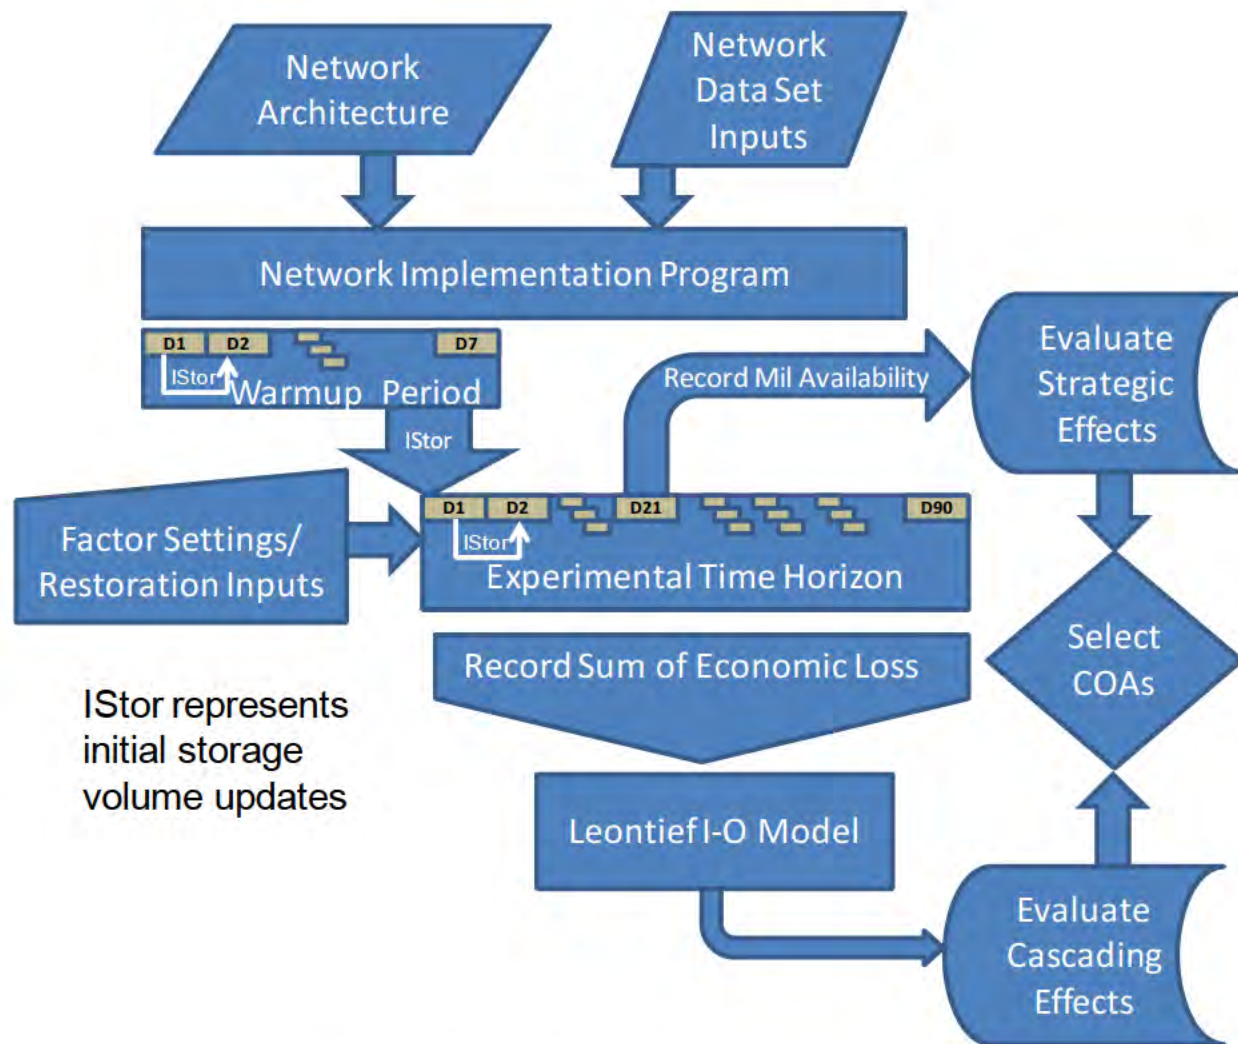 Network
Architecture
Network
Data Set
Inputs
Network Implementation Program
D1 D2 D7
IStor
Warmup Period
IStor
Record Mil Availability
Evaluate
Strategic
Effects
Factor Settings/
Restoration Inputs
D1 D2 D21 D90
IStor
Experimental Time Horizon
Record Sum of Economic Loss
Select
COAs
IStor represents
initial storage
volume updates
Leontief I-O Model
Evaluate
Cascading
Effects